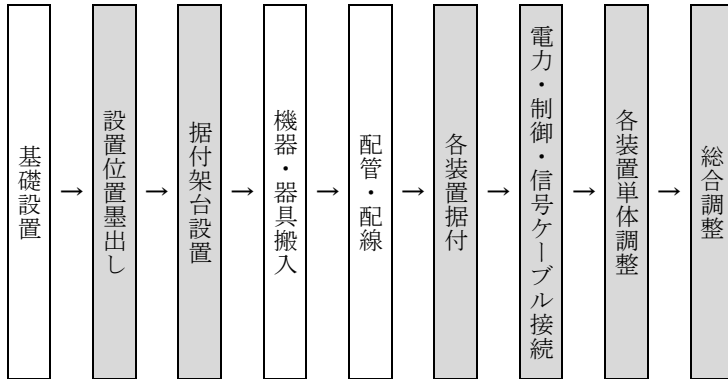 基礎設置
→
設置位置墨出し
→
据付架台設置
→
機器・器具搬入
→
配管・配線
→
各装置据付
→
電力・制御・信号ケーブル接続
→
各装置単体調整
→
総合調整